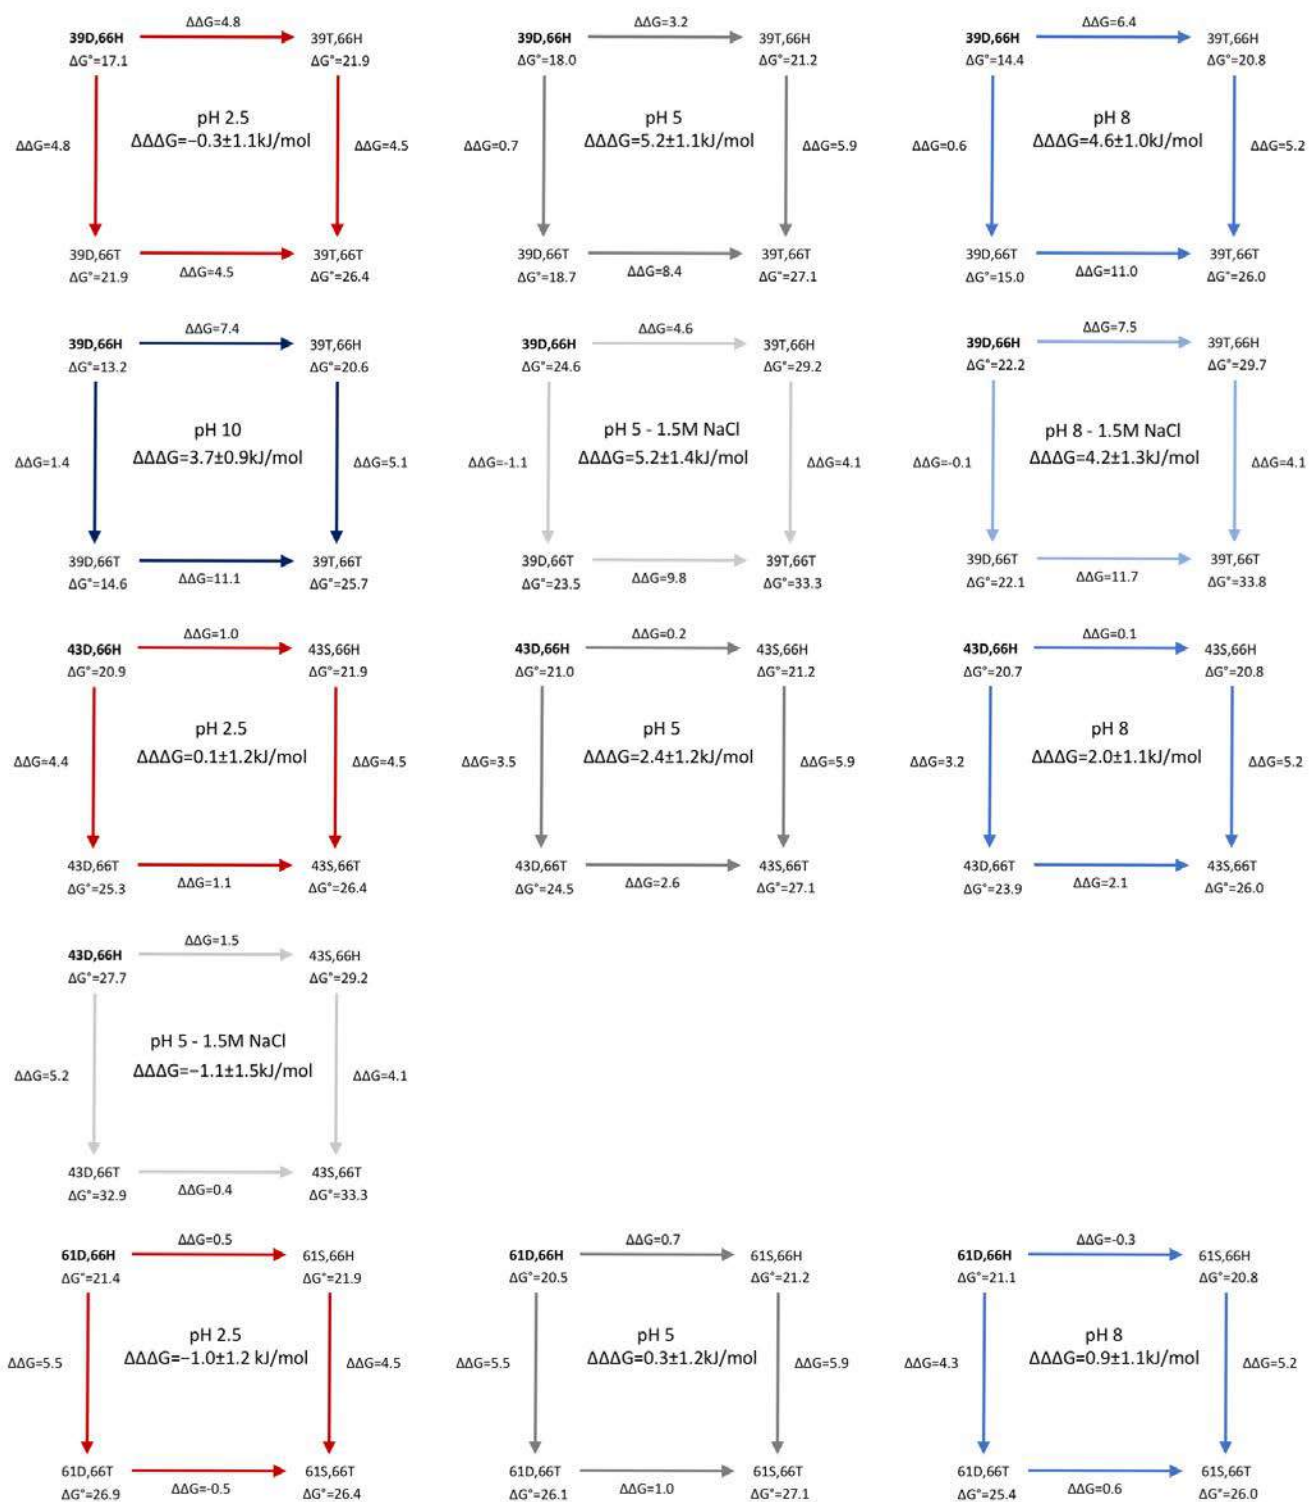 ΔΔG=4.8
39D,66H
39T,66H
ΔG°=17.1
ΔG°=21.9
pH 2.5
ΔΔΔG=−0.3±1.1kJ/mol
ΔΔG=4.8
ΔΔG=4.5
39D,66T
39T,66T
ΔG°=21.9
ΔΔG=4.5
ΔG°=26.4
ΔΔG=3.2
39D,66H
39T,66H
ΔG°=18.0
ΔG°=21.2
pH 5
ΔΔΔG=5.2±1.1kJ/mol
ΔΔG=0.7
ΔΔG=5.9
39D,66T
39T,66T
ΔG°=18.7
ΔΔG=8.4
ΔG°=27.1
ΔΔG=6.4
39D,66H
39T,66H
ΔG°=14.4
ΔG°=20.8
pH 8
ΔΔΔG=4.6±1.0kJ/mol
ΔΔG=0.6
ΔΔG=5.2
39D,66T
39T,66T
ΔG°=15.0
ΔΔG=11.0
ΔG°=26.0
ΔΔG=7.4
39D,66H
39T,66H
ΔG°=13.2
ΔG°=20.6
pH 10
ΔΔΔG=3.7±0.9kJ/mol
ΔΔG=1.4
ΔΔG=5.1
39D,66T
39T,66T
ΔG°=14.6
ΔΔG=11.1
ΔG°=25.7
ΔΔG=4.6
39D,66H
39T,66H
ΔG°=24.6
ΔG°=29.2
pH 5 - 1.5M NaCl
ΔΔΔG=5.2±1.4kJ/mol
ΔΔG=-1.1
ΔΔG=4.1
39D,66T
39T,66T
ΔG°=23.5
ΔΔG=9.8
ΔG°=33.3
ΔΔG=7.5
39D,66H
39T,66H
ΔG°=22.2
ΔG°=29.7
pH 8 - 1.5M NaCl
ΔΔΔG=4.2±1.3kJ/mol
ΔΔG=-0.1
ΔΔG=4.1
39D,66T
39T,66T
ΔG°=22.1
ΔΔG=11.7
ΔG°=33.8
ΔΔG=1.0
43D,66H
43S,66H
ΔG°=20.9
ΔG°=21.9
pH 2.5
ΔΔΔG=0.1±1.2kJ/mol
ΔΔG=4.4
ΔΔG=4.5
43D,66T
43S,66T
ΔG°=25.3
ΔΔG=1.1
ΔG°=26.4
ΔΔG=0.2
43D,66H
43S,66H
ΔG°=21.0
ΔG°=21.2
pH 5
ΔΔΔG=2.4±1.2kJ/mol
ΔΔG=3.5
ΔΔG=5.9
43D,66T
43S,66T
ΔG°=24.5
ΔΔG=2.6
ΔG°=27.1
ΔΔG=0.1
43D,66H
43S,66H
ΔG°=20.7
ΔG°=20.8
pH 8
ΔΔΔG=2.0±1.1kJ/mol
ΔΔG=3.2
ΔΔG=5.2
43D,66T
43S,66T
ΔG°=23.9
ΔΔG=2.1
ΔG°=26.0
ΔΔG=1.5
43D,66H
43S,66H
ΔG°=27.7
ΔG°=29.2
pH 5 - 1.5M NaCl
ΔΔΔG=−1.1±1.5kJ/mol
ΔΔG=5.2
ΔΔG=4.1
43D,66T
43S,66T
ΔG°=32.9
ΔΔG=0.4
ΔG°=33.3
ΔΔG=0.5
61D,66H
61S,66H
ΔG°=21.4
ΔG°=21.9
pH 2.5
ΔΔΔG=−1.0±1.2 kJ/mol
ΔΔG=5.5
ΔΔG=4.5
61D,66T
61S,66T
ΔG°=26.9
ΔΔG=-0.5
ΔG°=26.4
ΔΔG=0.7
61D,66H
61S,66H
ΔG°=20.5
ΔG°=21.2
pH 5
ΔΔΔG=0.3±1.2kJ/mol
ΔΔG=5.5
ΔΔG=5.9
61D,66T
61S,66T
ΔG°=26.1
ΔΔG=1.0
ΔG°=27.1
ΔΔG=-0.3
61D,66H
61S,66H
ΔG°=21.1
ΔG°=20.8
pH 8
ΔΔΔG=0.9±1.1kJ/mol
ΔΔG=4.3
ΔΔG=5.2
61D,66T
61S,66T
ΔG°=25.4
ΔΔG=0.6
ΔG°=26.0